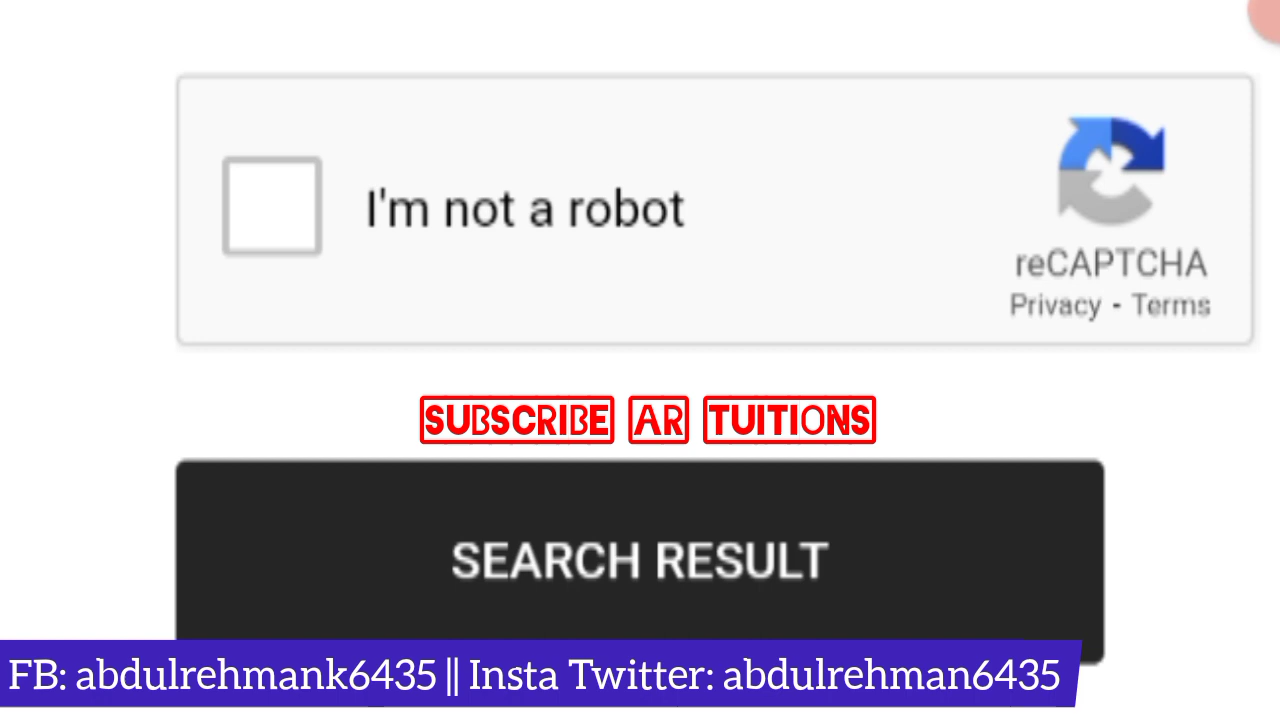 I'm not a robot
reCAPTCHA
Privacy - Terms
SUBSCRIBE AR TUITIONS
SEARCH RESULT
FB: abdulrehmank6435 || Insta Twitter: abdulrehman6435